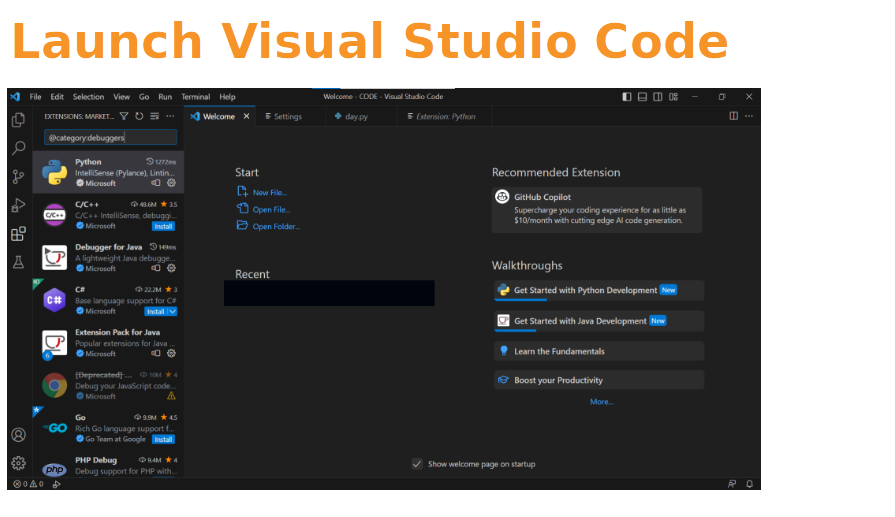 Launch Visual Studio Code
File Edit Selection View Go Run Terminal Help
Welcome - CODE - Visual Studio Code
EXTENSIONS: MARKET...
Welcome
Settings
day.py
Extension: Python
@category:debuggers
Python 1272ms
IntelliSense (Pylance), Lintin...
Microsoft
C/C++ 48.6M 3.5
C/C++ IntelliSense, debuggi...
Microsoft Install
Debugger for Java 149ms
A lightweight Java debugge...
Microsoft
C# 22.2M 3
Base language support for C#
Microsoft Install
Extension Pack for Java
Popular extensions for Java ...
Microsoft
[Deprecated] ... 10M 4
Debug your JavaScript code...
Microsoft
Go 9.9M 4.5
Rich Go language support f...
Go Team at Google Install
PHP Debug 9.4M 4
Debug support for PHP with...
Start
New File...
Open File...
Open Folder...
Recent
Recommended Extension
GitHub Copilot
Supercharge your coding experience for as little as
$10/month with cutting edge AI code generation.
Walkthroughs
Get Started with Python Development New
Get Started with Java Development New
Learn the Fundamentals
Boost your Productivity
More...
Show welcome page on startup
0 0